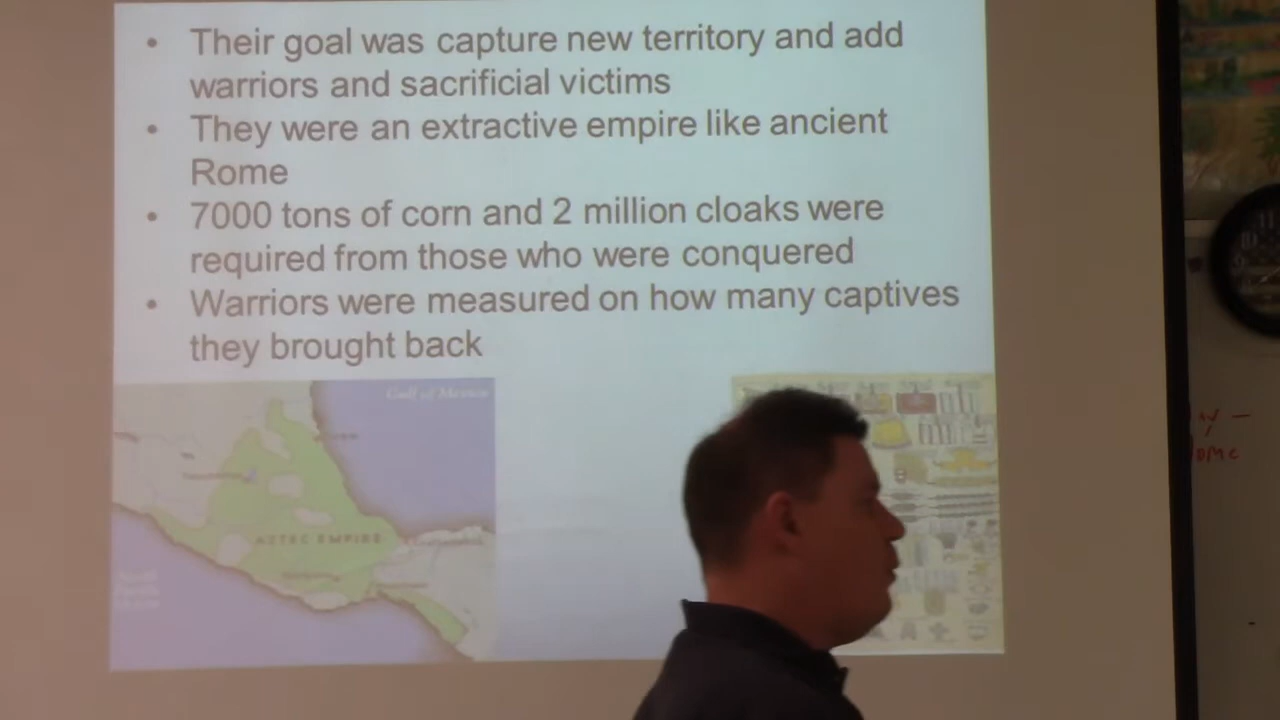 • Their goal was capture new territory and add
warriors and sacrificial victims
• They were an extractive empire like ancient
Rome
• 7000 tons of corn and 2 million cloaks were
required from those who were conquered
• Warriors were measured on how many captives
they brought back
Gulf of Mexico
AZTEC EMPIRE